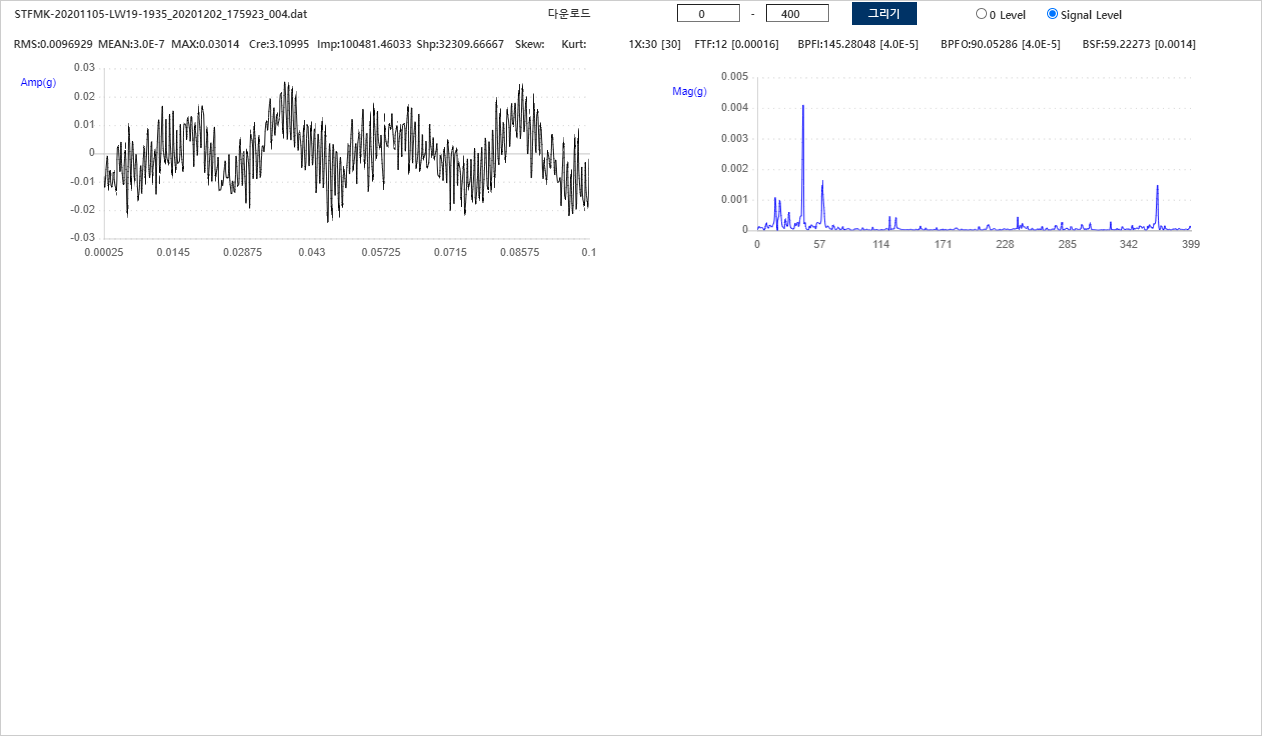 STFMK-20201105-LW19-1935_20201202_175923_004.dat 다운로드 0 - 400 그리기 0 Level Signal Level
RMS:0.0096929 MEAN:3.0E-7 MAX:0.03014 Cre:3.10995 Imp:100481.46033 Shp:32309.66667 Skew: Kurt: 1X:30 [30] FTF:12 [0.00016] BPFI:145.28048 [4.0E-5] BPFO:90.05286 [4.0E-5] BSF:59.22273 [0.0014]
Amp(g)
0.03
0.02
0.01
0
-0.01
-0.02
-0.03
0.00025 0.0145 0.02875 0.043 0.05725 0.0715 0.08575 0.1
Mag(g)
0.005
0.004
0.003
0.002
0.001
0
0 57 114 171 228 285 342 399